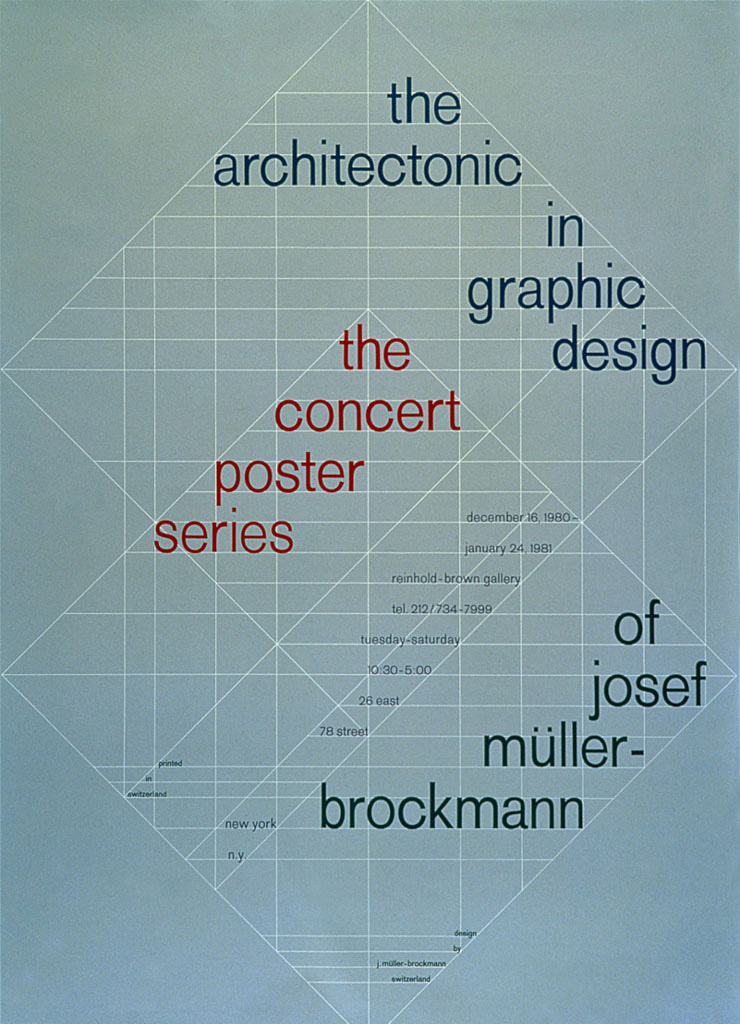 the
architectonic
in
graphic
design
the
concert
poster
series
december 16, 1980-
january 24, 1981
reinhold-brown gallery
tel. 212/734-7999
tuesday-saturday
10:30-5:00
26 east
78 street
new york
n.y.
of
josef
müller-
brockmann
printed
in
switzerland
design
by
j. müller-brockmann
switzerland